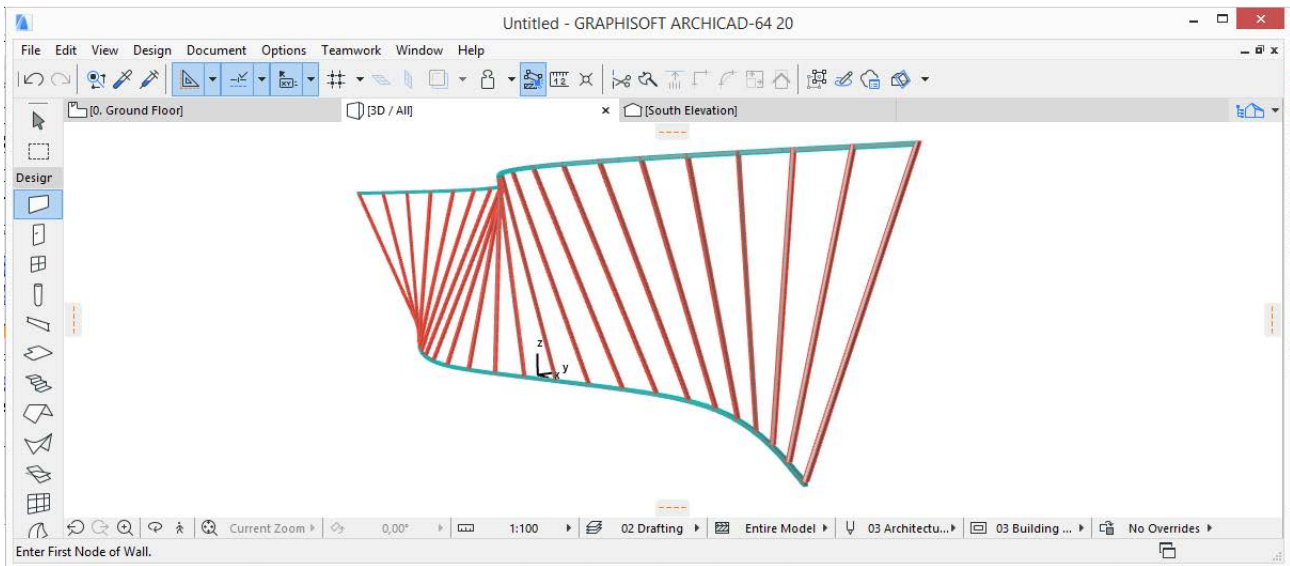 Untitled - GRAPHISOFT ARCHICAD-64 20
File Edit View Design Document Options Teamwork Window Help
[0. Ground Floor] [3D / All] [South Elevation]
Design
z
y
x
Current Zoom 0,00° 1:100 02 Drafting Entire Model 03 Architectu... 03 Building ... No Overrides
Enter First Node of Wall.